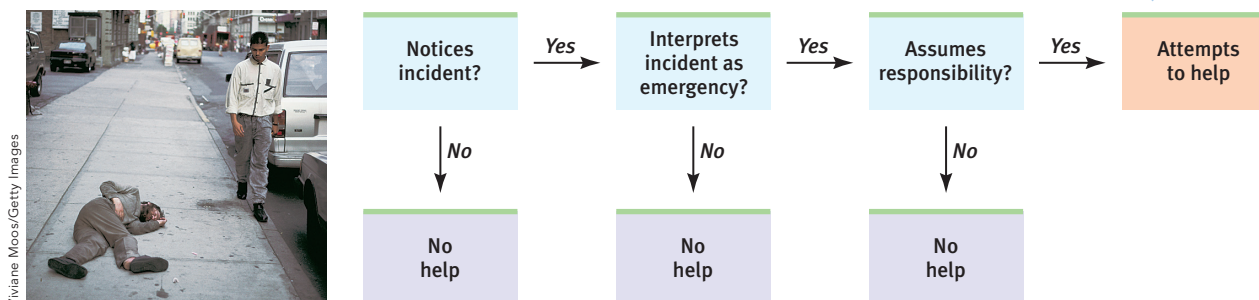 Notices
incident?
Yes
Interprets
incident as
emergency?
Yes
Assumes
responsibility?
Yes
Attempts
to help
No
No
No
No
help
No
help
No
help
Moos/Getty Images